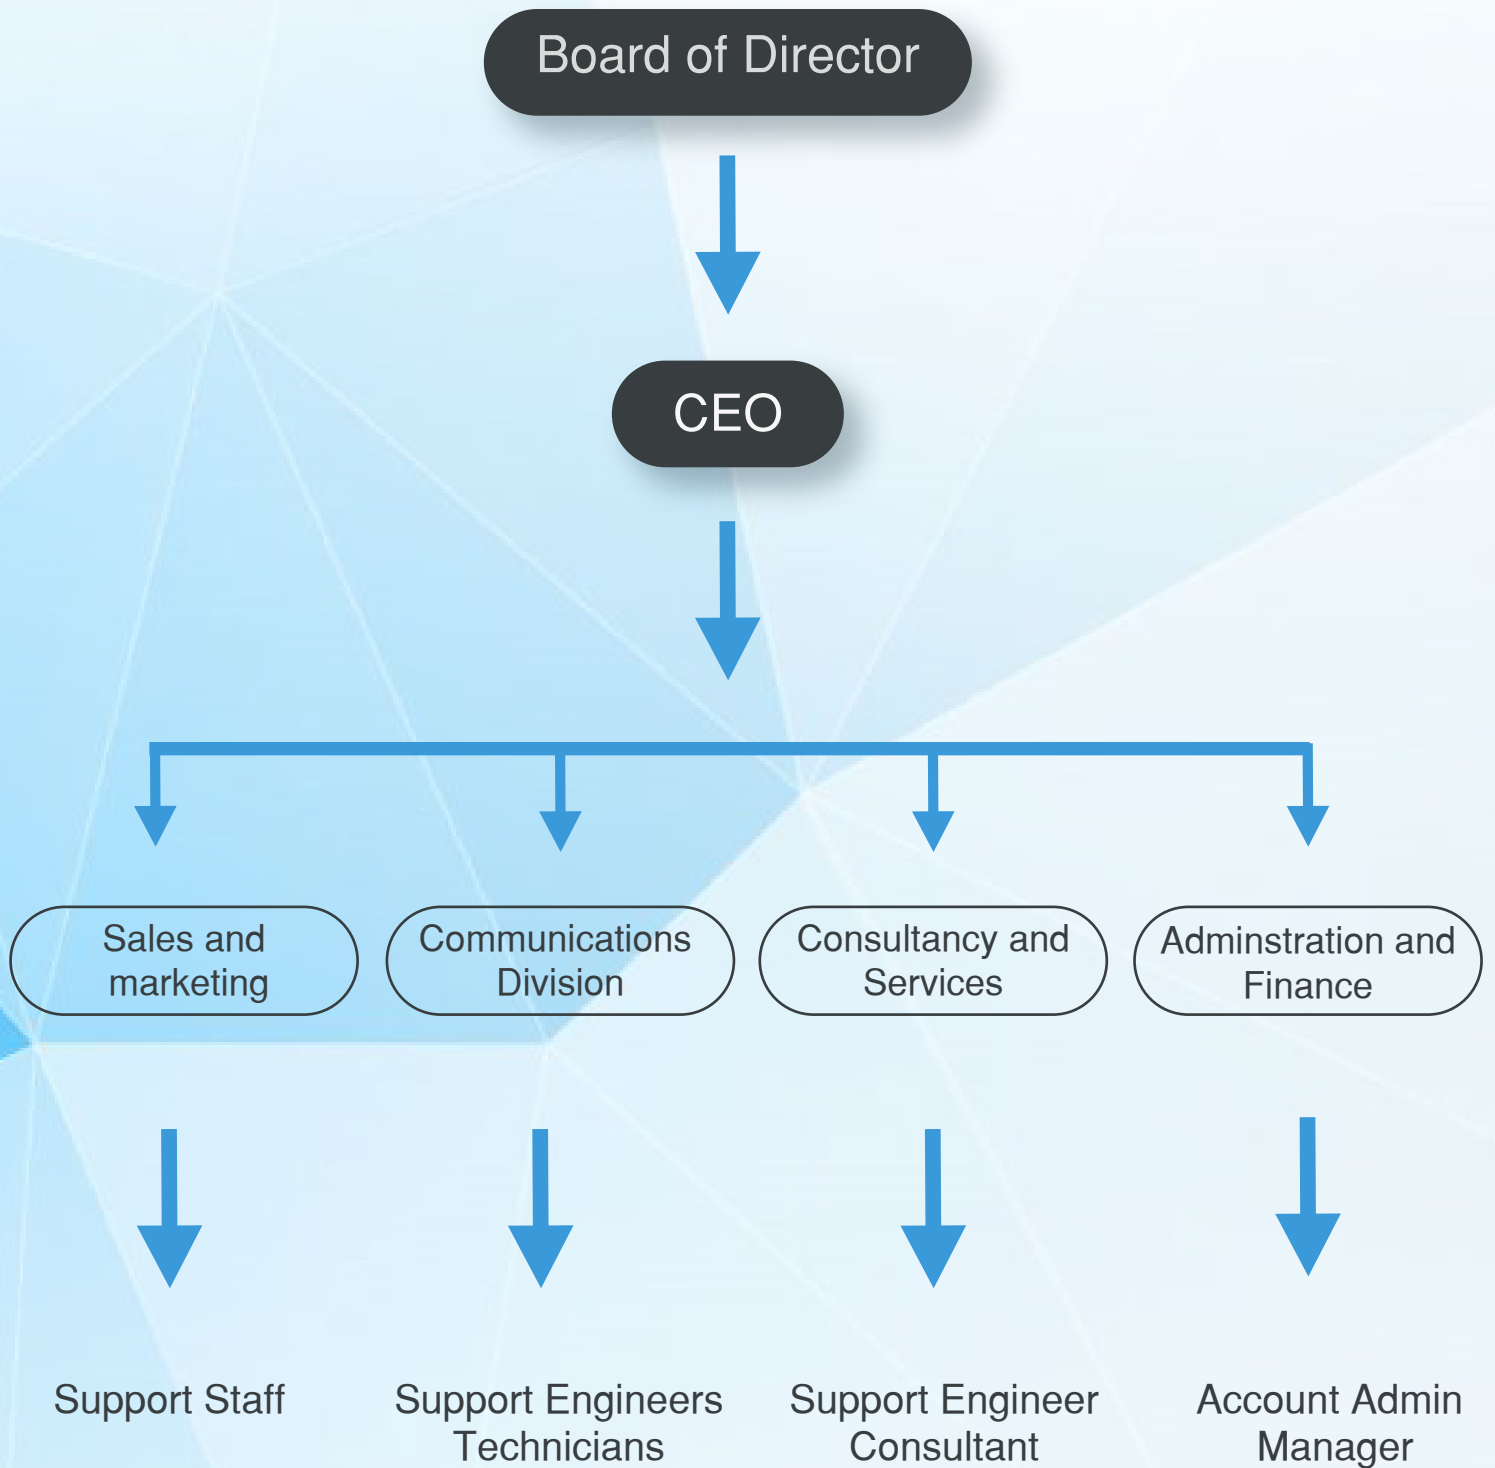 Board of Director
CEO
Sales and
marketing
Communications
Division
Consultancy and
Services
Adminstration and
Finance
Support Staff
Support Engineers
Technicians
Support Engineer
Consultant
Account Admin
Manager